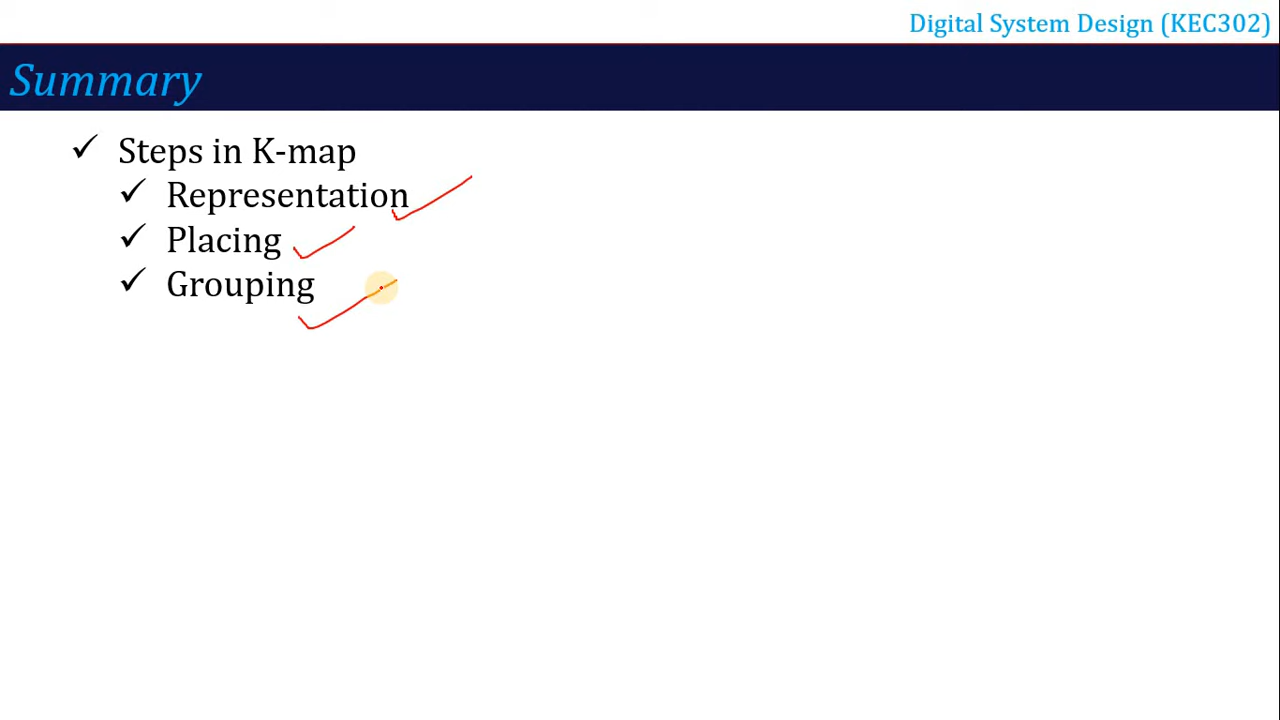 Digital System Design (KEC302)
Summary
✓ Steps in K-map
✓ Representation
✓ Placing
✓ Grouping